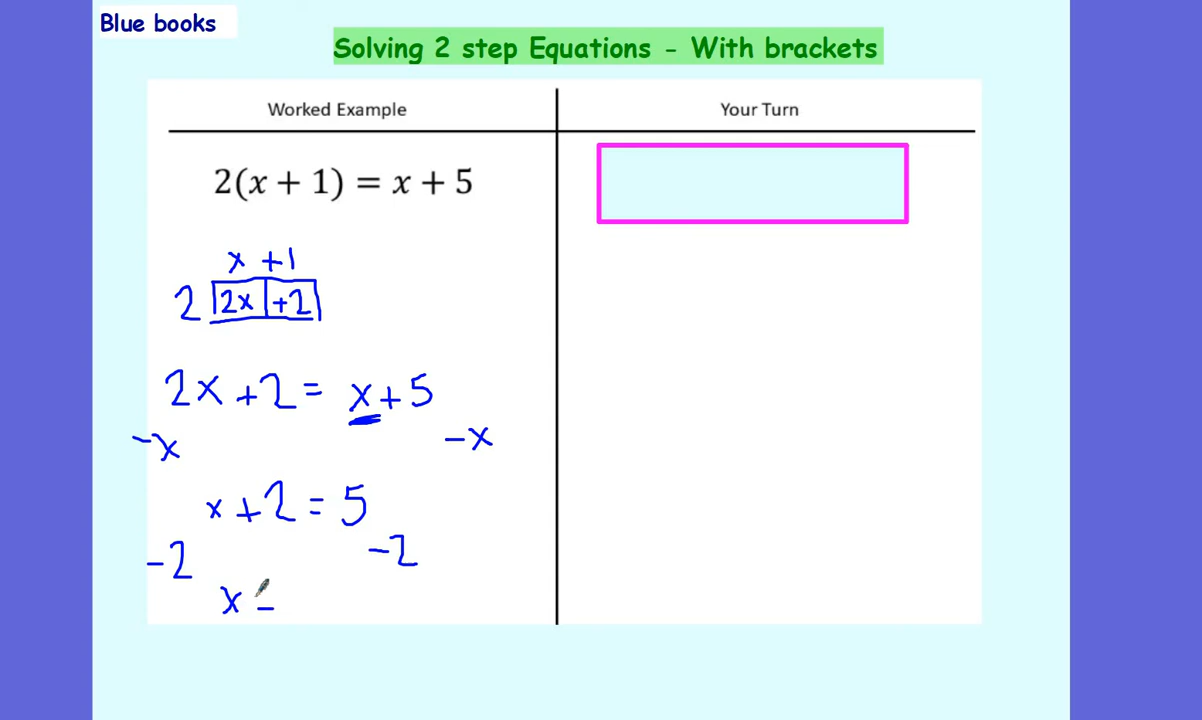 Blue books
Solving 2 step Equations - With brackets
Worked Example
Your Turn
2(x + 1) = x + 5
x +1
2 2x +2
2x +2 = x+5
-x -x
x +2 = 5
-2 -2
x =